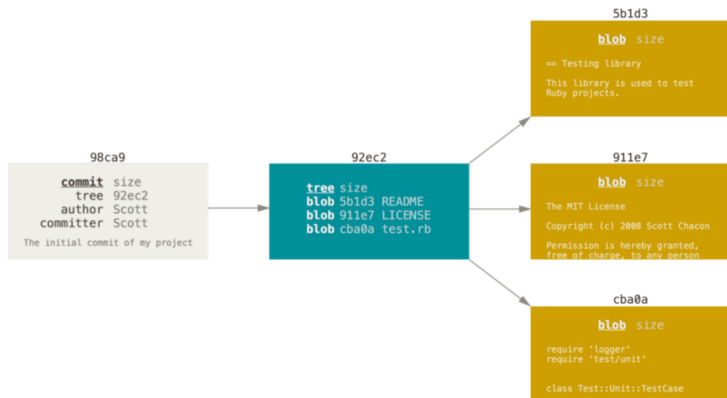 98ca9
commit size
tree 92ec2
author Scott
committer Scott
The initial commit of my project
92ec2
tree size
blob 5b1d3 README
blob 911e7 LICENSE
blob cba0a test.rb
5b1d3
blob size
== Testing library
This library is used to test
Ruby projects.
911e7
blob size
The MIT License
Copyright (c) 2008 Scott Chacon
Permission is hereby granted,
free of charge, to any person
cba0a
blob size
require 'logger'
require 'test/unit'
class Test::Unit::TestCase